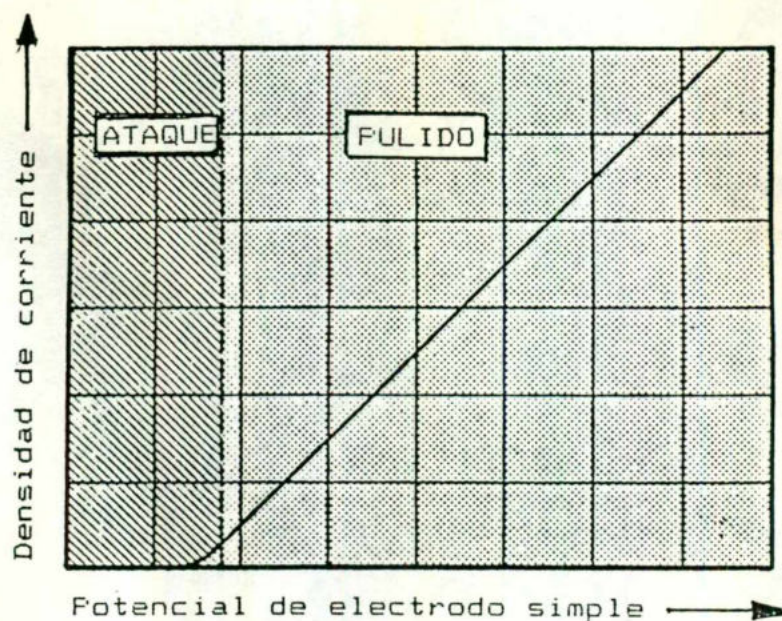 Densidad de corriente
ATAQUE
PULIDO
Potencial de electrodo simple